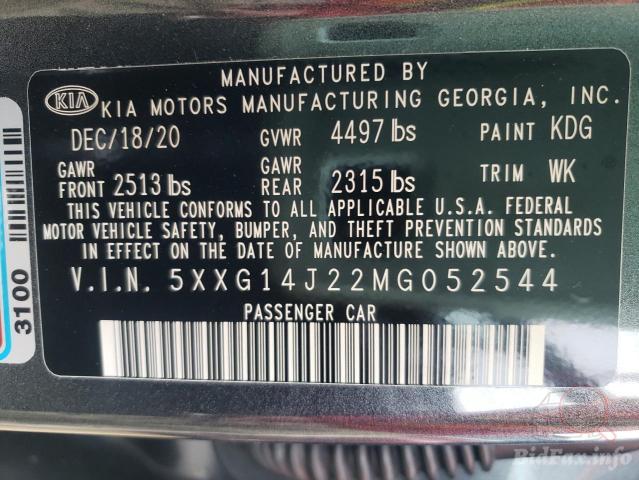 MANUFACTURED BY
KIA KIA MOTORS MANUFACTURING GEORGIA, INC.
DEC/18/20 GVWR 4497 lbs PAINT KDG
GAWR FRONT 2513 lbs GAWR REAR 2315 lbs TRIM WK
THIS VEHICLE CONFORMS TO ALL APPLICABLE U.S.A. FEDERAL
MOTOR VEHICLE SAFETY, BUMPER, AND THEFT PREVENTION STANDARDS
IN EFFECT ON THE DATE OF MANUFACTURE SHOWN ABOVE.
V.I.N. 5XXG14J22MG052544
PASSENGER CAR
3100
BidFax.info